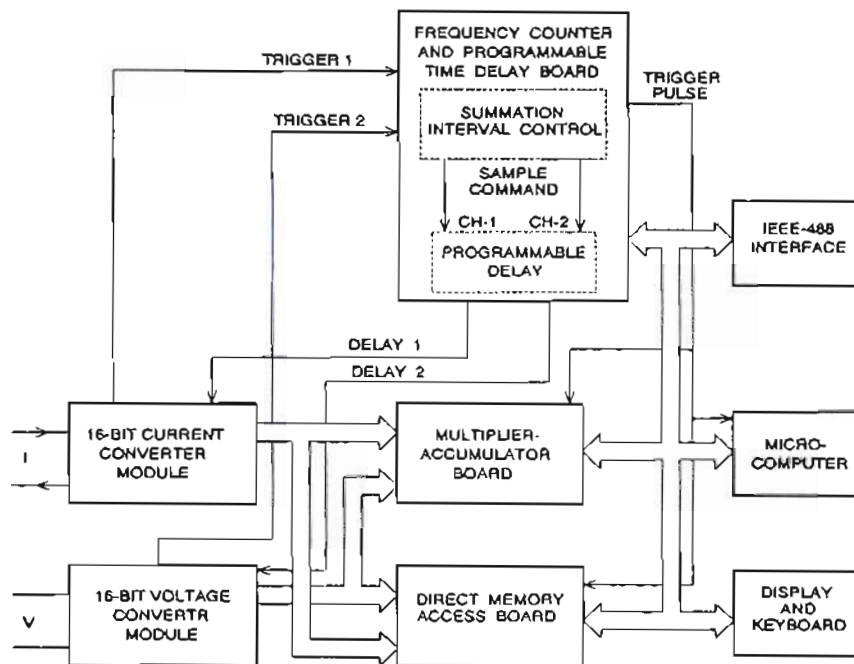 FREQUENCY COUNTER
AND PROGRAMMABLE
TIME DELAY BOARD
TRIGGER 1
TRIGGER 2
TRIGGER
PULSE
SUMMATION
INTERVAL CONTROL
SAMPLE
COMMAND
CH-1
CH-2
PROGRAMMABLE
DELAY
IEEE-488
INTERFACE
DELAY 1
DELAY 2
I
16-BIT CURRENT
CONVERTER
MODULE
MULTIPLIER-
ACCUMULATOR
BOARD
MICRO-
COMPUTER
V
16-BIT VOLTAGE
CONVERTR
MODULE
DIRECT MEMORY
ACCESS BOARD
DISPLAY
AND
KEYBOARD